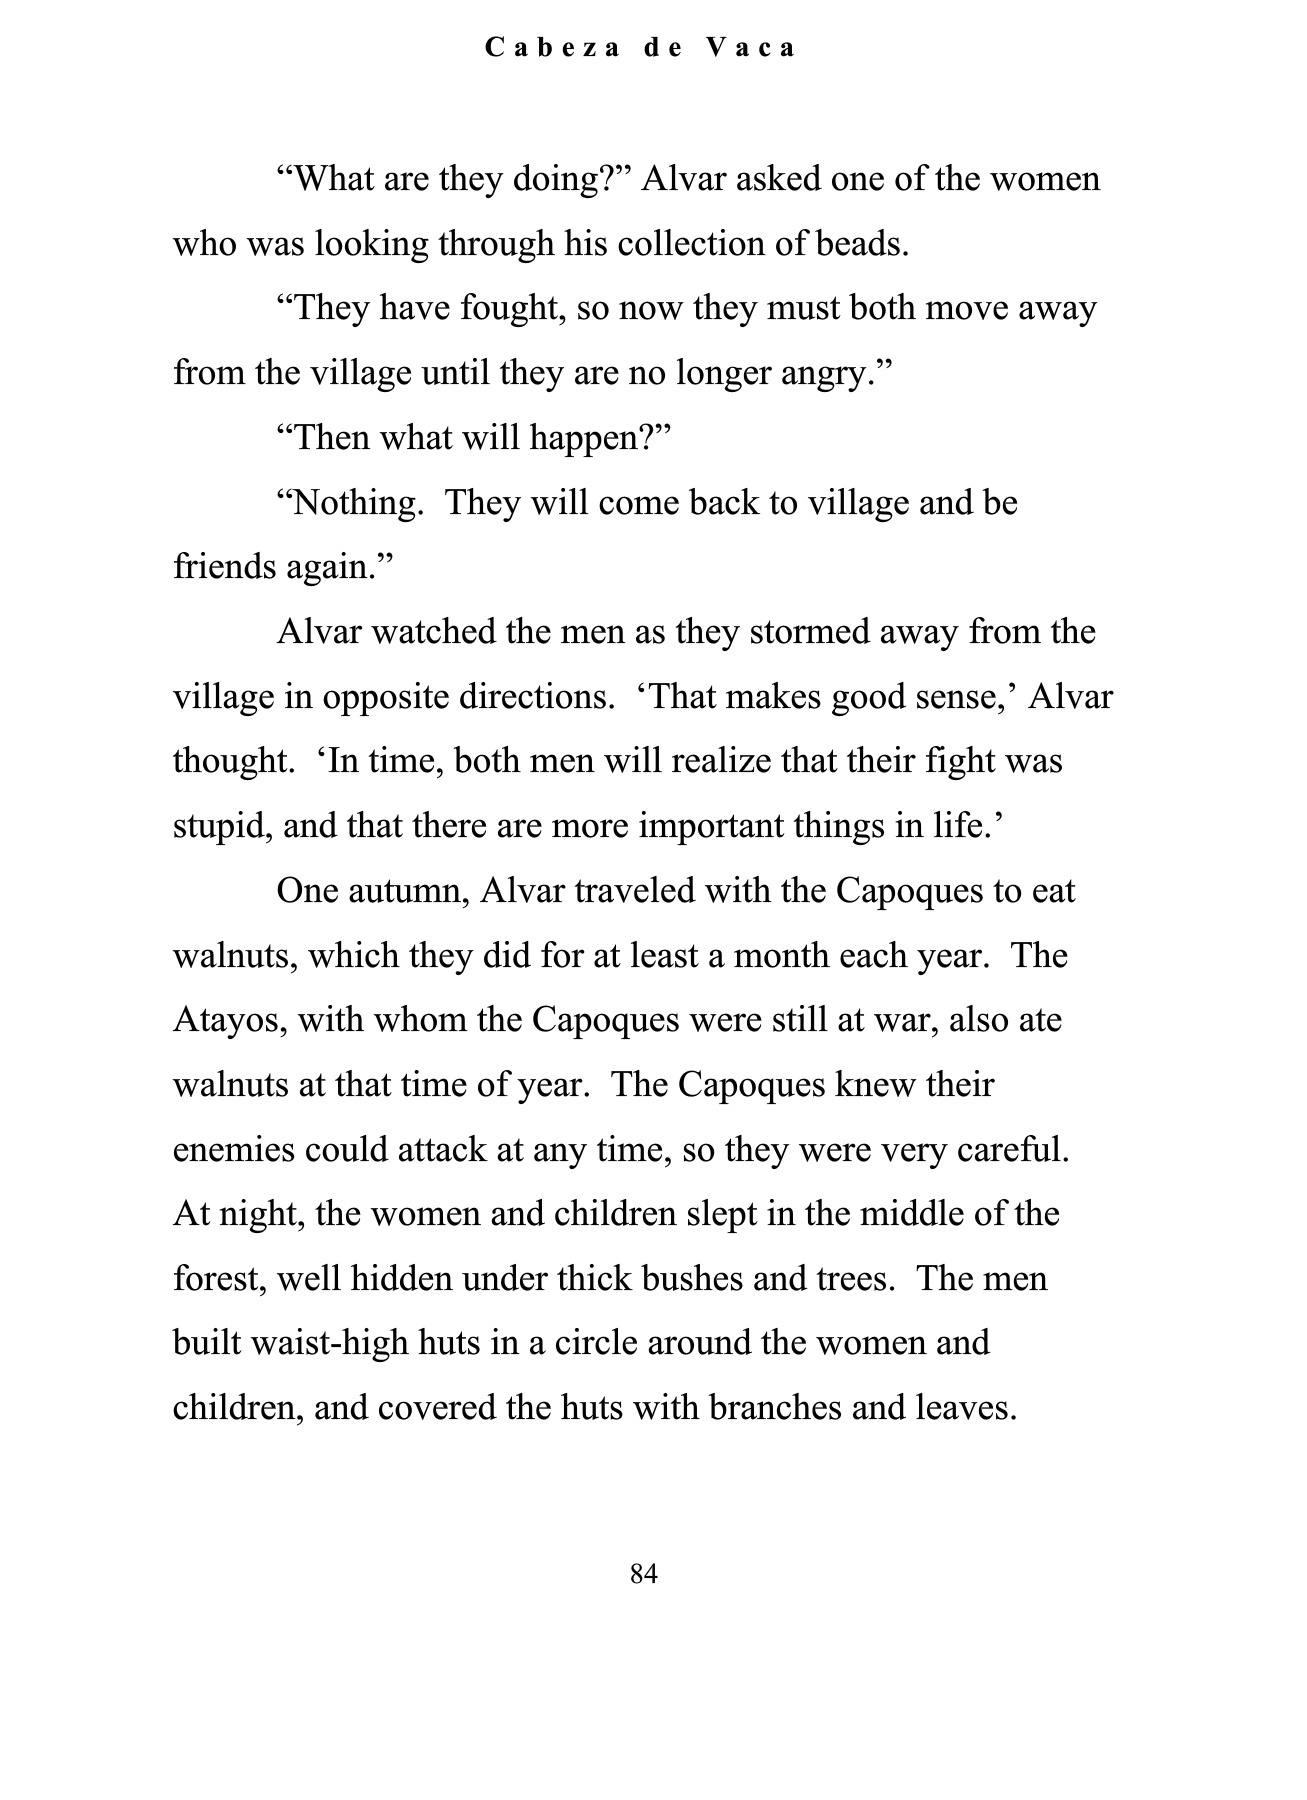 Cabeza de Vaca
“What are they doing?” Alvar asked one of the women
who was looking through his collection of beads.
“They have fought, so now they must both move away
from the village until they are no longer angry.”
“Then what will happen?”
“Nothing.  They will come back to village and be
friends again.”
Alvar watched the men as they stormed away from the
village in opposite directions.  ‘That makes good sense,’ Alvar
thought.  ‘In time, both men will realize that their fight was
stupid, and that there are more important things in life.’
One autumn, Alvar traveled with the Capoques to eat
walnuts, which they did for at least a month each year.  The
Atayos, with whom the Capoques were still at war, also ate
walnuts at that time of year.  The Capoques knew their
enemies could attack at any time, so they were very careful.
At night, the women and children slept in the middle of the
forest, well hidden under thick bushes and trees.  The men
built waist-high huts in a circle around the women and
children, and covered the huts with branches and leaves.
84